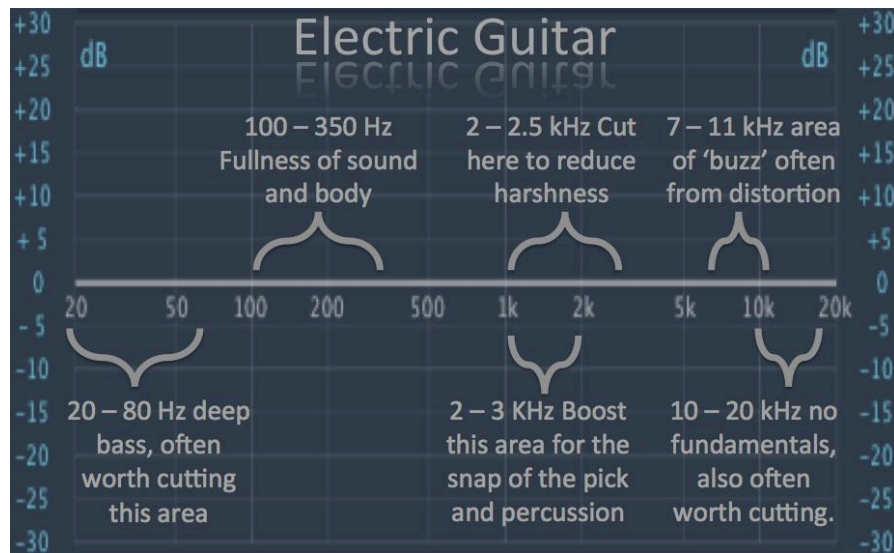 Electric Guitar
+30
+30
dB
dB
+25
+25
+20
+20
100 – 350 Hz
Fullness of sound
and body
2 – 2.5 kHz Cut
here to reduce
harshness
7 – 11 kHz area
of ‘buzz’ often
from distortion
+15
+15
+10
+10
+ 5
+5
0
0
20
50
100
200
500
1k
2k
5k
10k
20k
- 5
-5
-10
-10
20 – 80 Hz deep
bass, often
worth cutting
this area
2 – 3 KHz Boost
this area for the
snap of the pick
and percussion
10 – 20 kHz no
fundamentals,
also often
worth cutting.
-15
-15
-20
-20
-25
-25
-30
-30